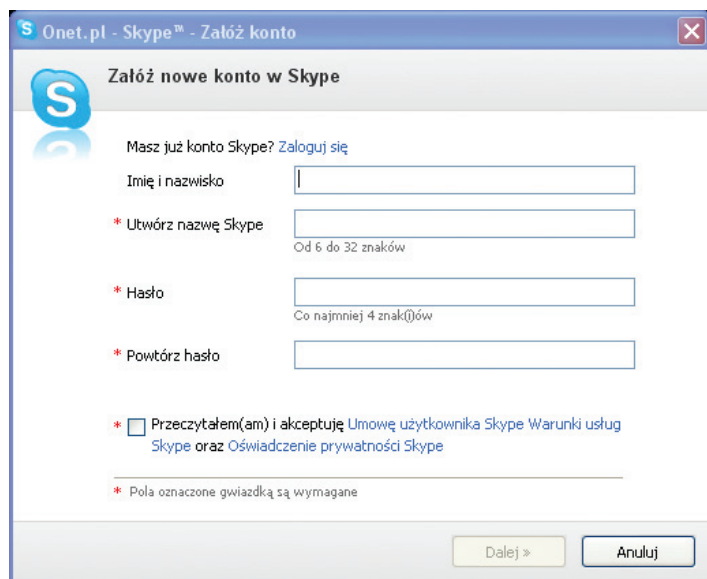 Onet.pl - Skype™ - Załóż konto
Załóż nowe konto w Skype
Masz już konto Skype? Zaloguj się
Imię i nazwisko
* Utwórz nazwę Skype
Od 6 do 32 znaków
* Hasło
Co najmniej 4 znak(i)ów
* Powtórz hasło
* Przeczytałem(am) i akceptuję Umowę użytkownika Skype Warunki usług
Skype oraz Oświadczenie prywatności Skype
* Pola oznaczone gwiazdką są wymagane
Dalej » Anuluj